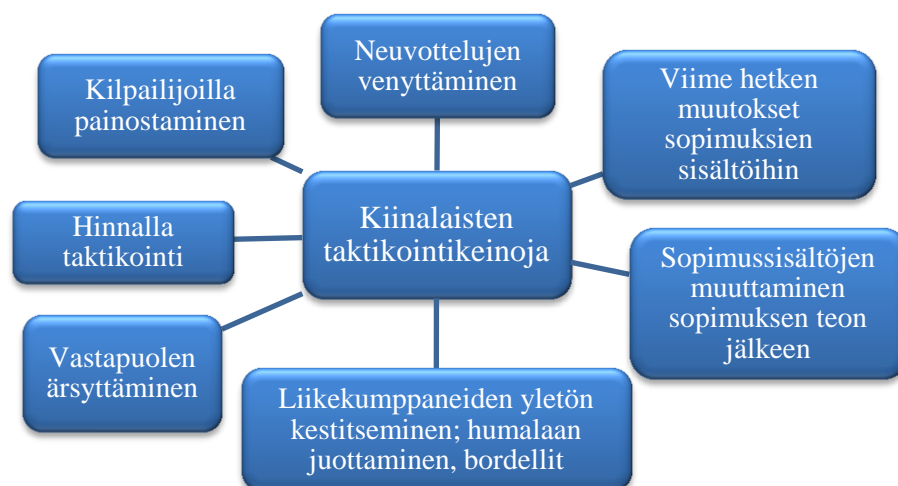 Neuvottelujen
venyttäminen
Kilpailijoilla
painostaminen
Viime hetken
muutokset
sopimuksien
sisältöihin
Kiinalaisten
taktikointikeinoja
Hinnalla
taktikointi
Sopimussisältöjen
muuttaminen
sopimuksen teon
jälkeen
Vastapuolen
ärsyttäminen
Liikekumppaneiden yletön
kestitseminen; humalaan
juottaminen, bordellit